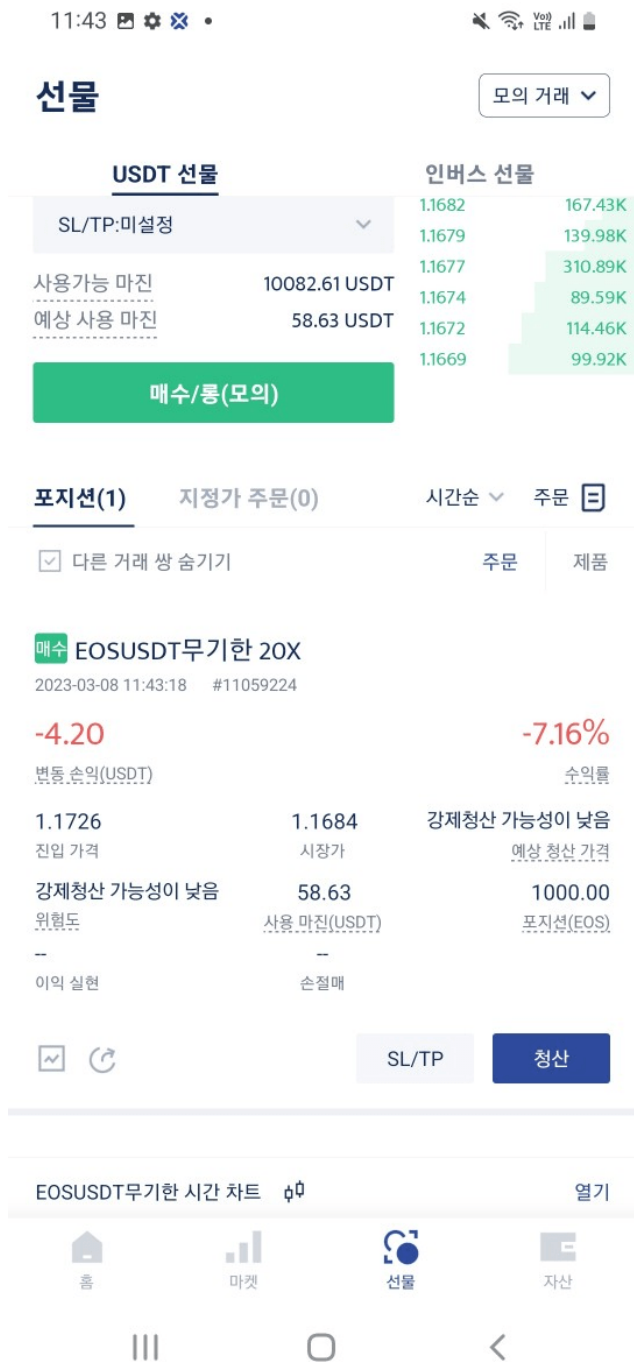 11:43
Vo))
LTE
선물
모의 거래
USDT 선물
인버스 선물
SL/TP:미설정
1.1682 167.43K
1.1679 139.98K
사용가능 마진 10082.61 USDT
1.1677 310.89K
1.1674 89.59K
예상 사용 마진 58.63 USDT
1.1672 114.46K
1.1669 99.92K
매수/롱(모의)
포지션(1) 지정가 주문(0) 시간순 주문
다른 거래 쌍 숨기기 주문 제품
매수 EOSUSDT무기한 20X
2023-03-08 11:43:18 #11059224
-4.20 -7.16%
변동 손익(USDT) 수익률
1.1726 1.1684 강제청산 가능성이 낮음
진입 가격 시장가 예상 청산 가격
강제청산 가능성이 낮음 58.63 1000.00
위험도 사용 마진(USDT) 포지션(EOS)
-- --
이익 실현 손절매
SL/TP 청산
EOSUSDT무기한 시간 차트 열기
홈 마켓 선물 자산